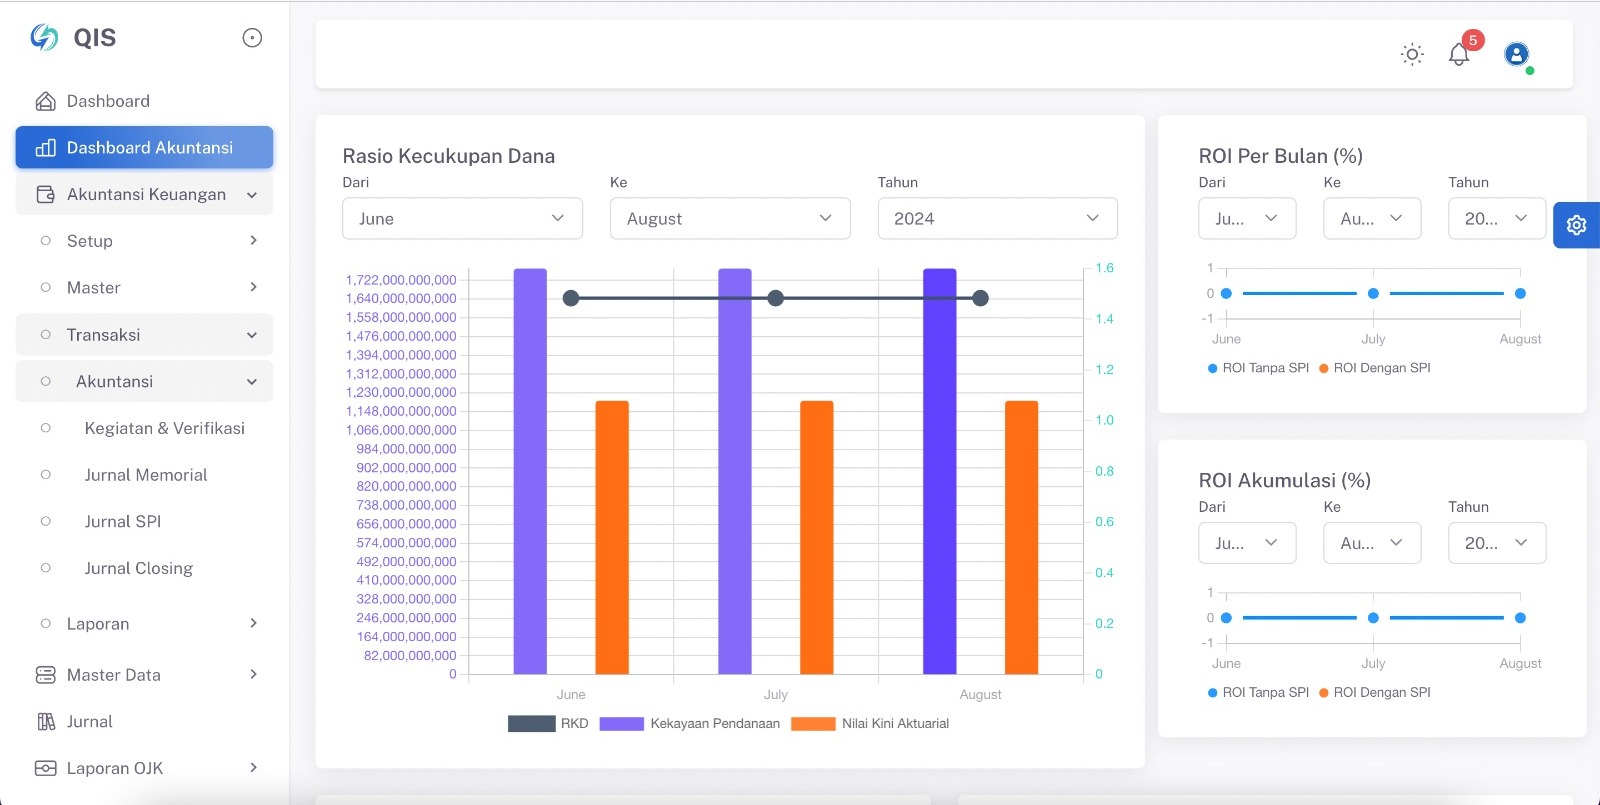 QIS
Dashboard
Dashboard Akuntansi
Akuntansi Keuangan
Setup
Master
Transaksi
Akuntansi
Kegiatan & Verifikasi
Jurnal Memorial
Jurnal SPI
Jurnal Closing
Laporan
Master Data
Jurnal
Laporan OJK
5
Rasio Kecukupan Dana
Dari Ke Tahun
June August 2024
1,722,000,000,000
1,640,000,000,000
1,558,000,000,000
1,476,000,000,000
1,394,000,000,000
1,312,000,000,000
1,230,000,000,000
1,148,000,000,000
1,066,000,000,000
984,000,000,000
902,000,000,000
820,000,000,000
738,000,000,000
656,000,000,000
574,000,000,000
492,000,000,000
410,000,000,000
328,000,000,000
246,000,000,000
164,000,000,000
82,000,000,000
0
1.6
1.4
1.2
1.0
0.8
0.6
0.4
0.2
0
June July August
RKD Kekayaan Pendanaan Nilai Kini Aktuarial
ROI Per Bulan (%)
Dari Ke Tahun
Ju... Au... 20...
1
0
-1
June July August
ROI Tanpa SPI ROI Dengan SPI
ROI Akumulasi (%)
Dari Ke Tahun
Ju... Au... 20...
1
0
-1
June July August
ROI Tanpa SPI ROI Dengan SPI